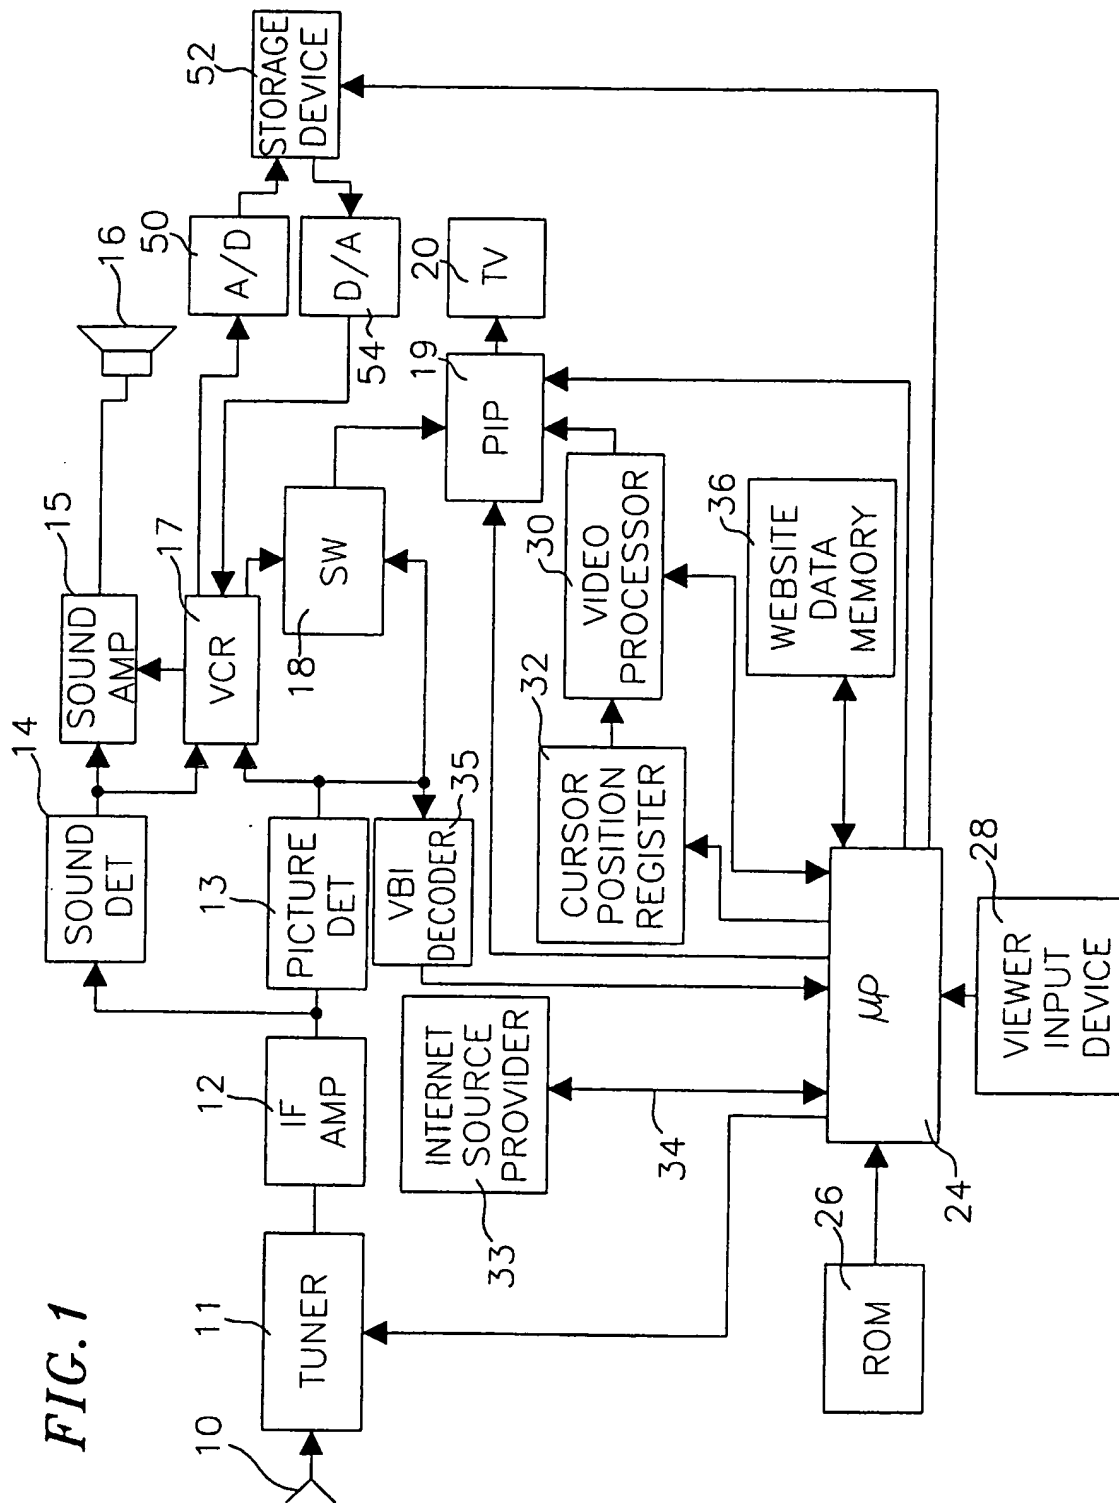 FIG.1
10
11
TUNER
12
IF
AMP
13
PICTURE
DET
14
SOUND
DET
15
SOUND
AMP
16
17
VCR
18
SW
19
PIP
20
TV
50
A/D
52
STORAGE
DEVICE
54
D/A
35
VBI
DECODER
33
INTERNET
SOURCE
PROVIDER
34
32
CURSOR
POSITION
REGISTER
30
VIDEO
PROCESSOR
36
WEBSITE
DATA
MEMORY
26
ROM
24
μP
28
VIEWER
INPUT
DEVICE